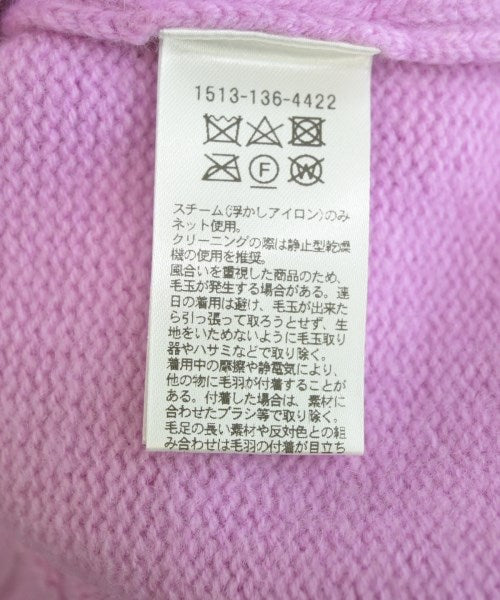 1513-136-4422
F W
スチーム(浮かしアイロン)のみ
ネット使用。
クリーニングの際は静止型乾燥
機の使用を推奨。
風合いを重視した商品のため、
毛玉が発生する場合がある。連
日の着用は避け、毛玉が出来た
ら引っ張って取ろうとせず、生
地をいためないように毛玉取り
器やハサミなどで取り除く。
着用中の摩擦や静電気により、
他の物に毛羽が付着することが
ある。付着した場合は、素材に
合わせたブラシ等で取り除く。
毛足の長い素材や反対色との組
み合わせは毛羽の付着が目立ち